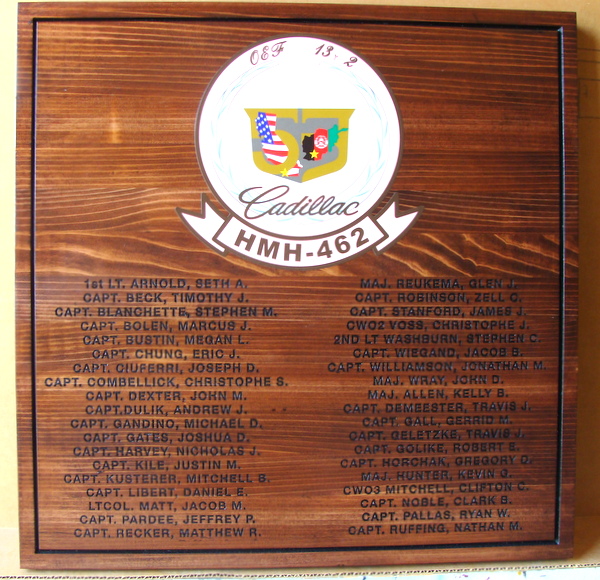 OEF 13-2
Cadillac
HMH-462
1st LT. ARNOLD, SETH A.
CAPT. BECK, TIMOTHY J.
CAPT. BLANCHETTE, STEPHEN M.
CAPT. BOLEN, MARCUS J.
CAPT. BUSTIN, MEGAN L.
CAPT. CHUNG, ERIC J.
CAPT. CIUFERRI, JOSEPH D.
CAPT. COMBELLICK, CHRISTOPHE S.
CAPT. DEXTER, JOHN M.
CAPT.DULIK, ANDREW J.
CAPT. GANDINO, MICHAEL D.
CAPT. GATES, JOSHUA D.
CAPT. HARVEY, NICHOLAS J.
CAPT. KILE, JUSTIN M.
CAPT. KUSTERER, MITCHELL S.
CAPT. LIBERT, DANIEL E.
LTCOL. MATT, JACOB M.
CAPT. PARDEE, JEFFREY P.
CAPT. RECKER, MATTHEW R.
MAJ. REUKEMA, GLEN J.
CAPT. ROBINSON, ZELL C.
CAPT. STANFORD, JAMES J.
CWO2 VOSS, CHRISTOPHE J.
2ND LT WASHBURN, STEPHEN C.
CAPT. WIEGAND, JACOB S.
CAPT. WILLIAMSON, JONATHAN M.
MAJ. WRAY, JOHN D.
MAJ. ALLEN, KELLY B.
CAPT. DEMEESTER, TRAVIS J.
CAPT. GALL, GERRID M.
CAPT. GELETZKE, TRAVIS J.
CAPT. GOLIKE, ROBERT E.
CAPT. HORCHAK, GREGORY D.
MAJ. HUNTER, KEVIN G.
CWO3 MITCHELL, CLIFTON C.
CAPT. NOBLE, CLARK S.
CAPT. PALLAS, RYAN W.
CAPT. RUFFING, NATHAN M.